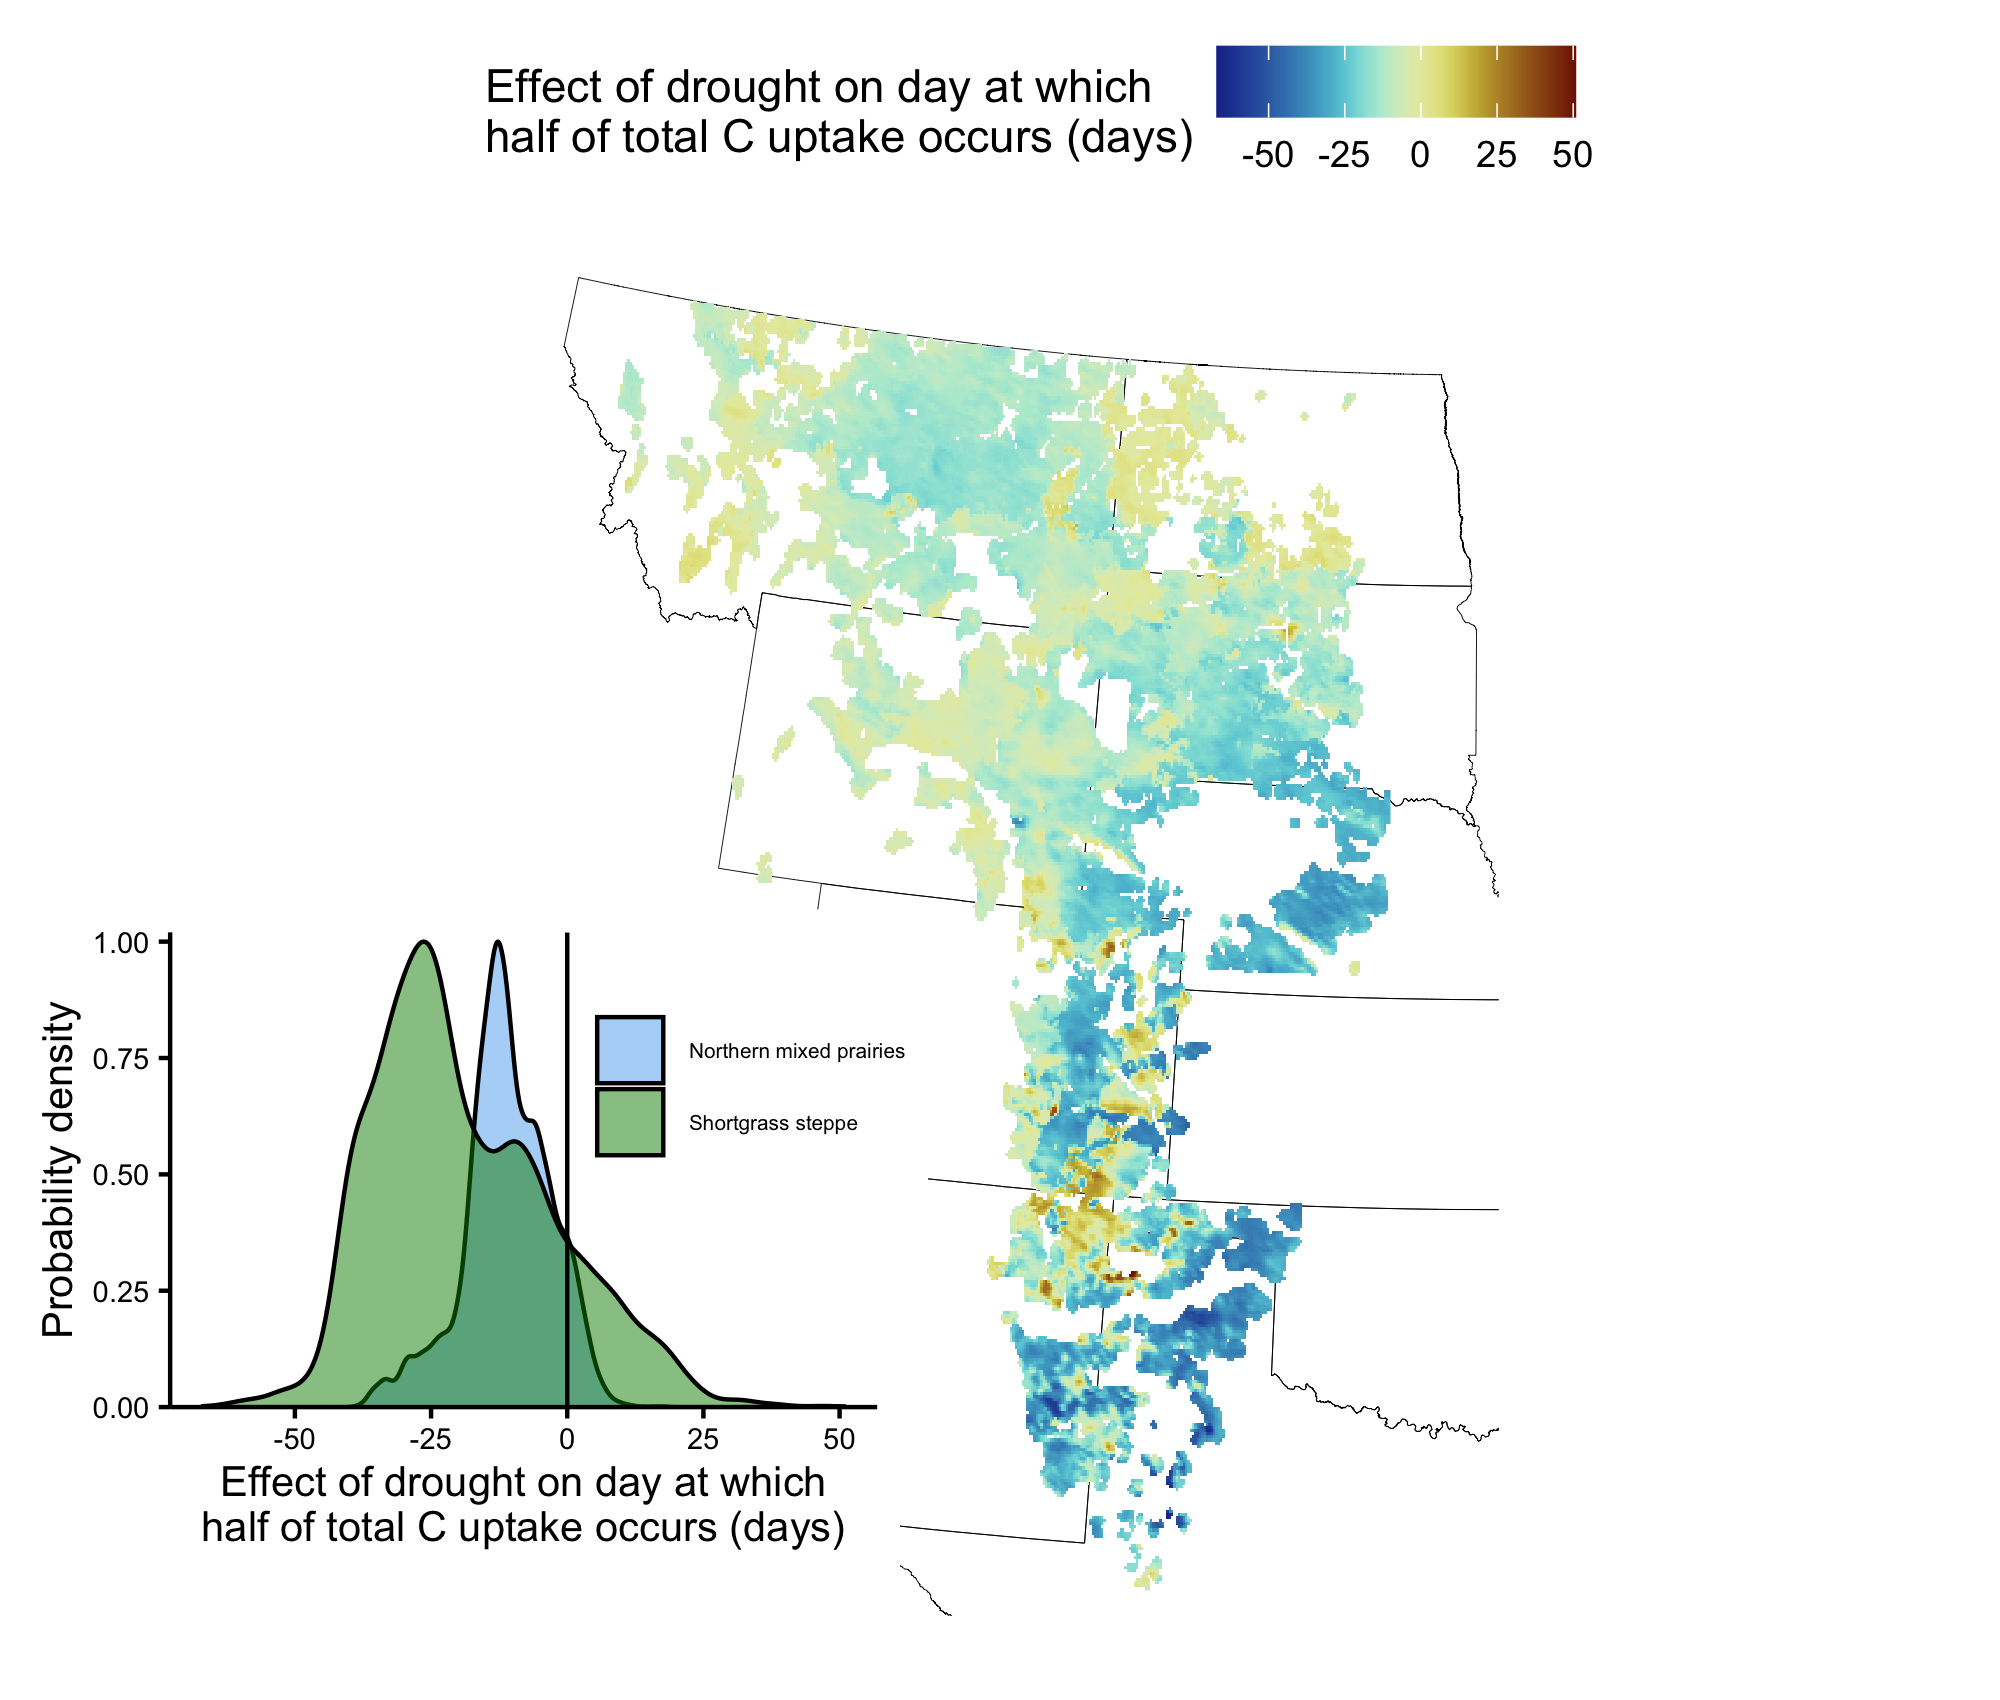 Effect of drought on day at which
half of total C uptake occurs (days)
-50 -25 0 25 50
1.00
0.75
0.50
0.25
0.00
Probability density
Northern mixed prairies
Shortgrass steppe
-50 -25 0 25 50
Effect of drought on day at which
half of total C uptake occurs (days)